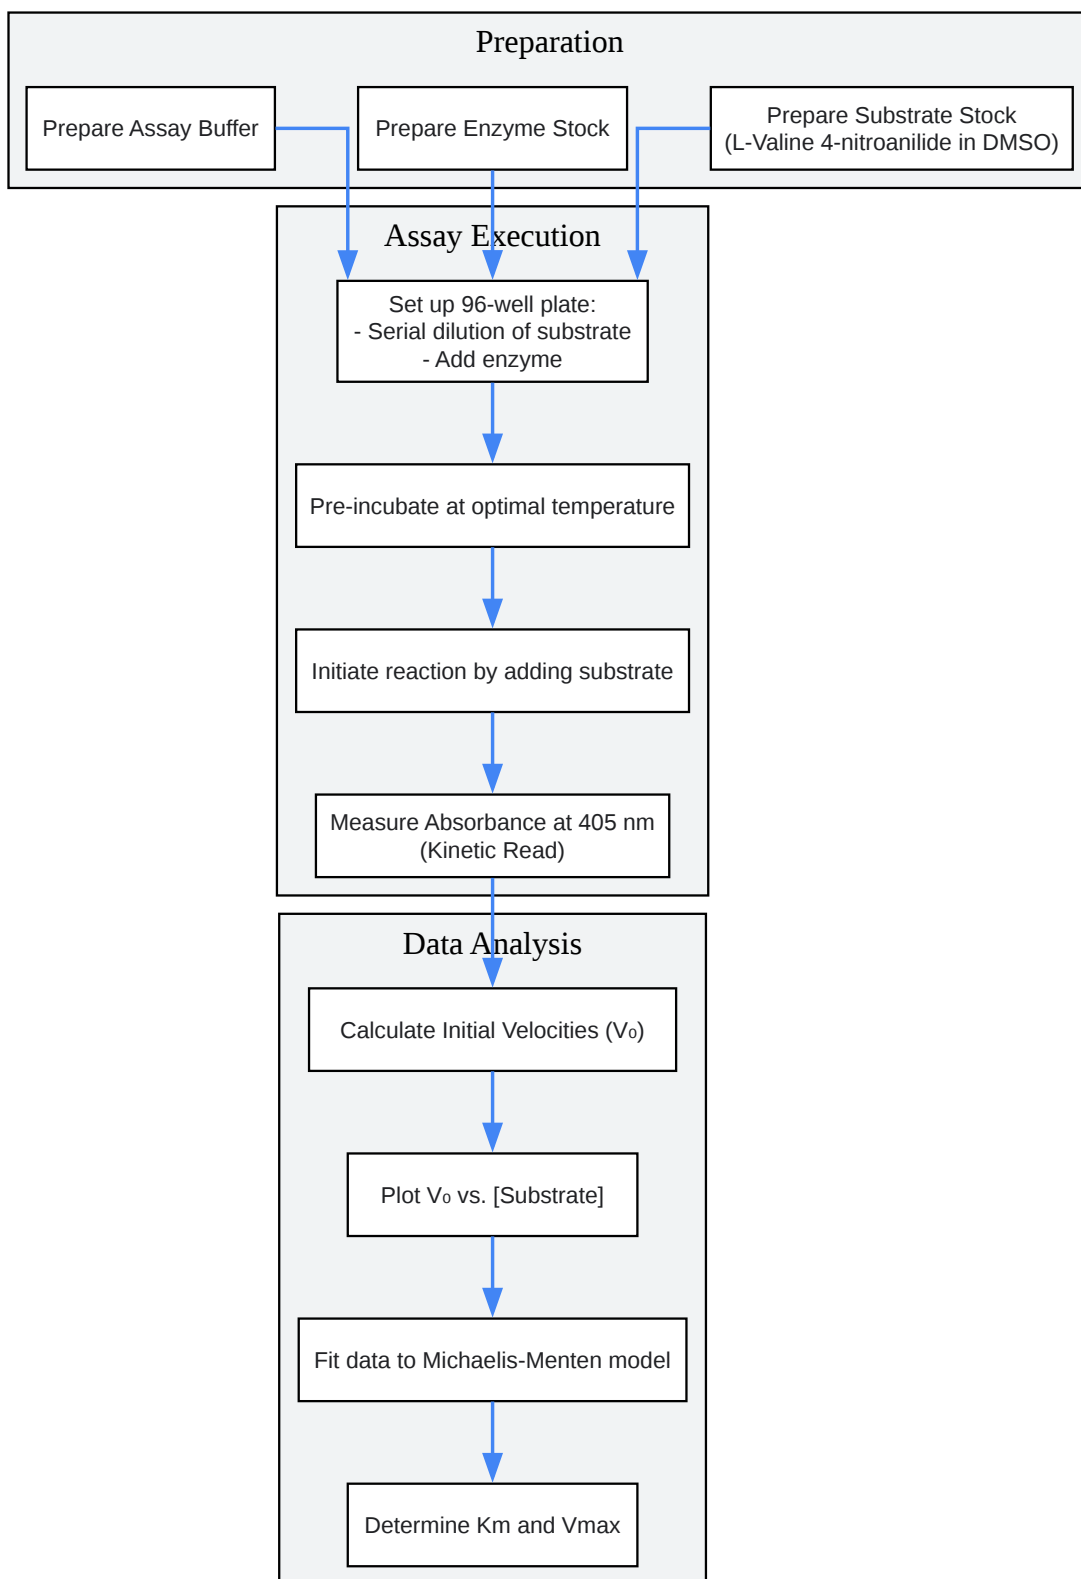 Preparation
Prepare Assay Buffer
Prepare Enzyme Stock
Prepare Substrate Stock
(L-Valine 4-nitroanilide in DMSO)
Assay Execution
Set up 96-well plate:
- Serial dilution of substrate
- Add enzyme
Pre-incubate at optimal temperature
Initiate reaction by adding substrate
Measure Absorbance at 405 nm
(Kinetic Read)
Data Analysis
Calculate Initial Velocities (V₀)
Plot V₀ vs. [Substrate]
Fit data to Michaelis-Menten model
Determine Km and Vmax